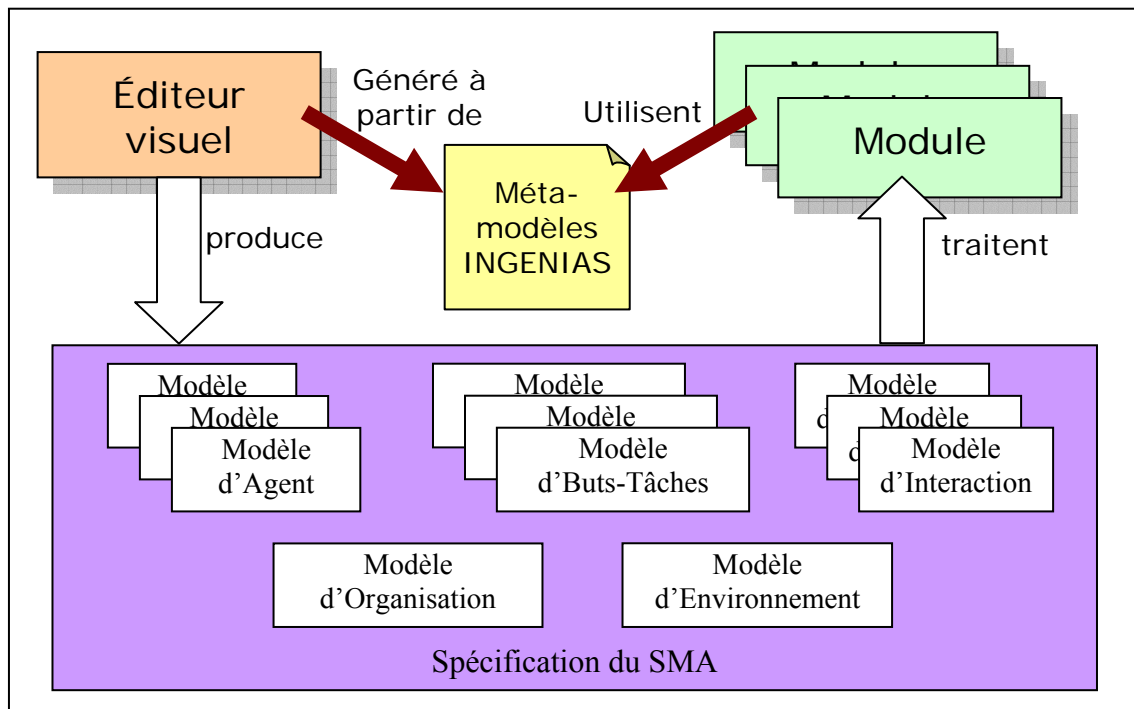 Éditeur
visuel
Généré à
partir de
Utilisent
Module
Méta-
modèles
INGENIAS
produce
traitent
Modèle
Modèle
Modèle
d’Agent
Modèle
Modèle
Modèle
d’Buts-Tâches
Modèle
Modèle
Modèle
d’Interaction
Modèle
d’Organisation
Modèle
d’Environnement
Spécification du SMA